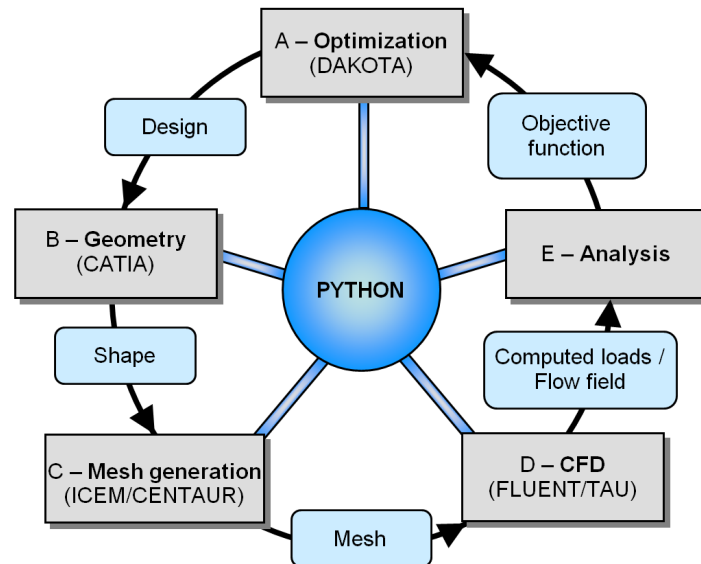 A – Optimization
(DAKOTA)
Design
Objective
function
B – Geometry
(CATIA)
PYTHON
E – Analysis
Shape
Computed loads /
Flow field
C – Mesh generation
(ICEM/CENTAUR)
D – CFD
(FLUENT/TAU)
Mesh